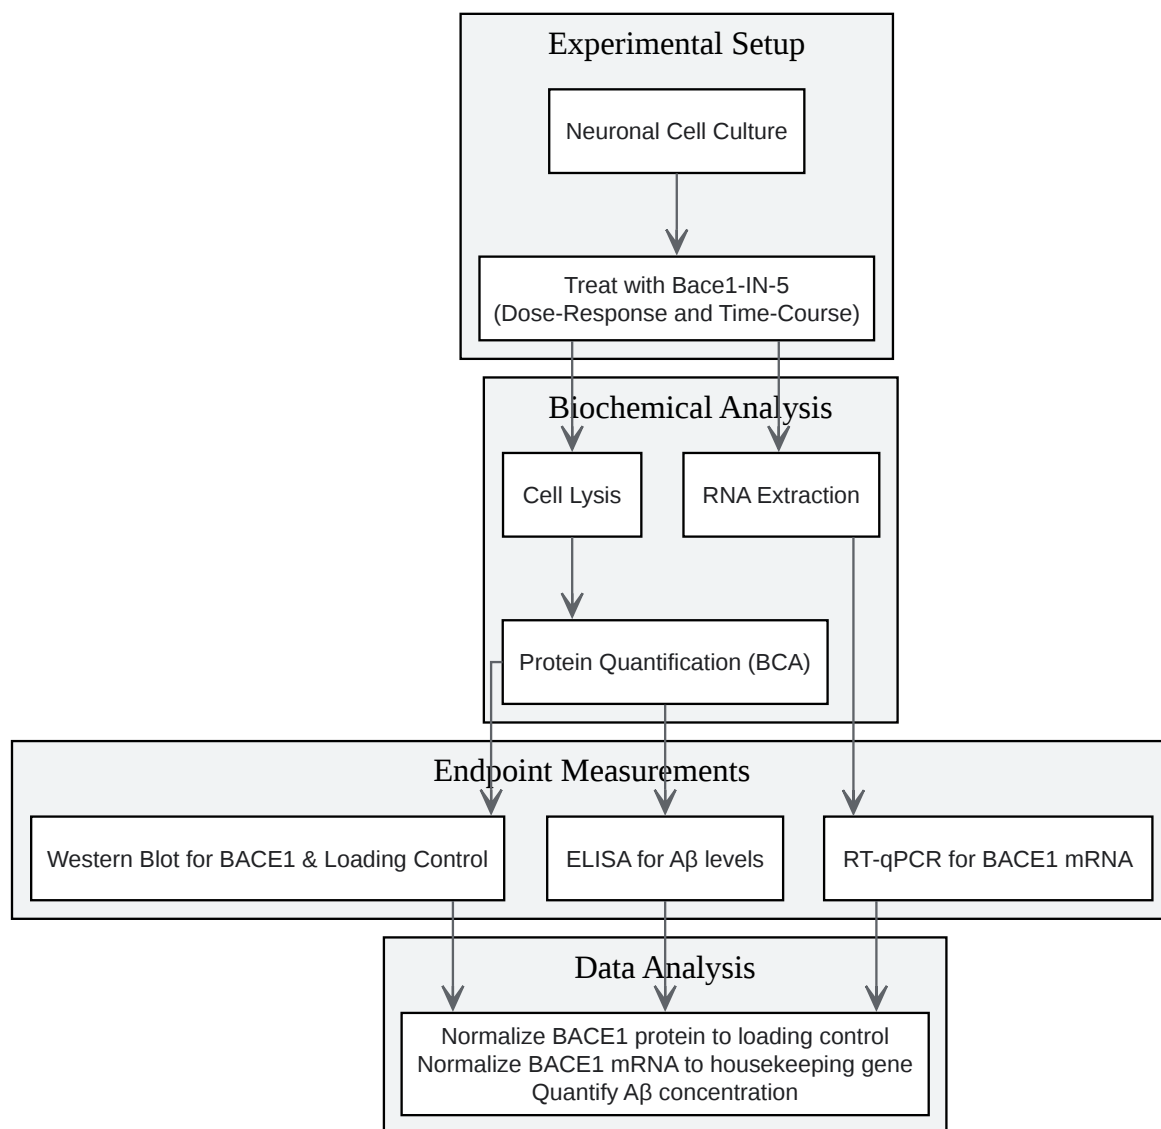 Experimental Setup
Neuronal Cell Culture
Treat with Bace1-IN-5
(Dose-Response and Time-Course)
Biochemical Analysis
Cell Lysis
RNA Extraction
Protein Quantification (BCA)
Endpoint Measurements
Western Blot for BACE1 & Loading Control
ELISA for Aβ levels
RT-qPCR for BACE1 mRNA
Data Analysis
Normalize BACE1 protein to loading control
Normalize BACE1 mRNA to housekeeping gene
Quantify Aβ concentration